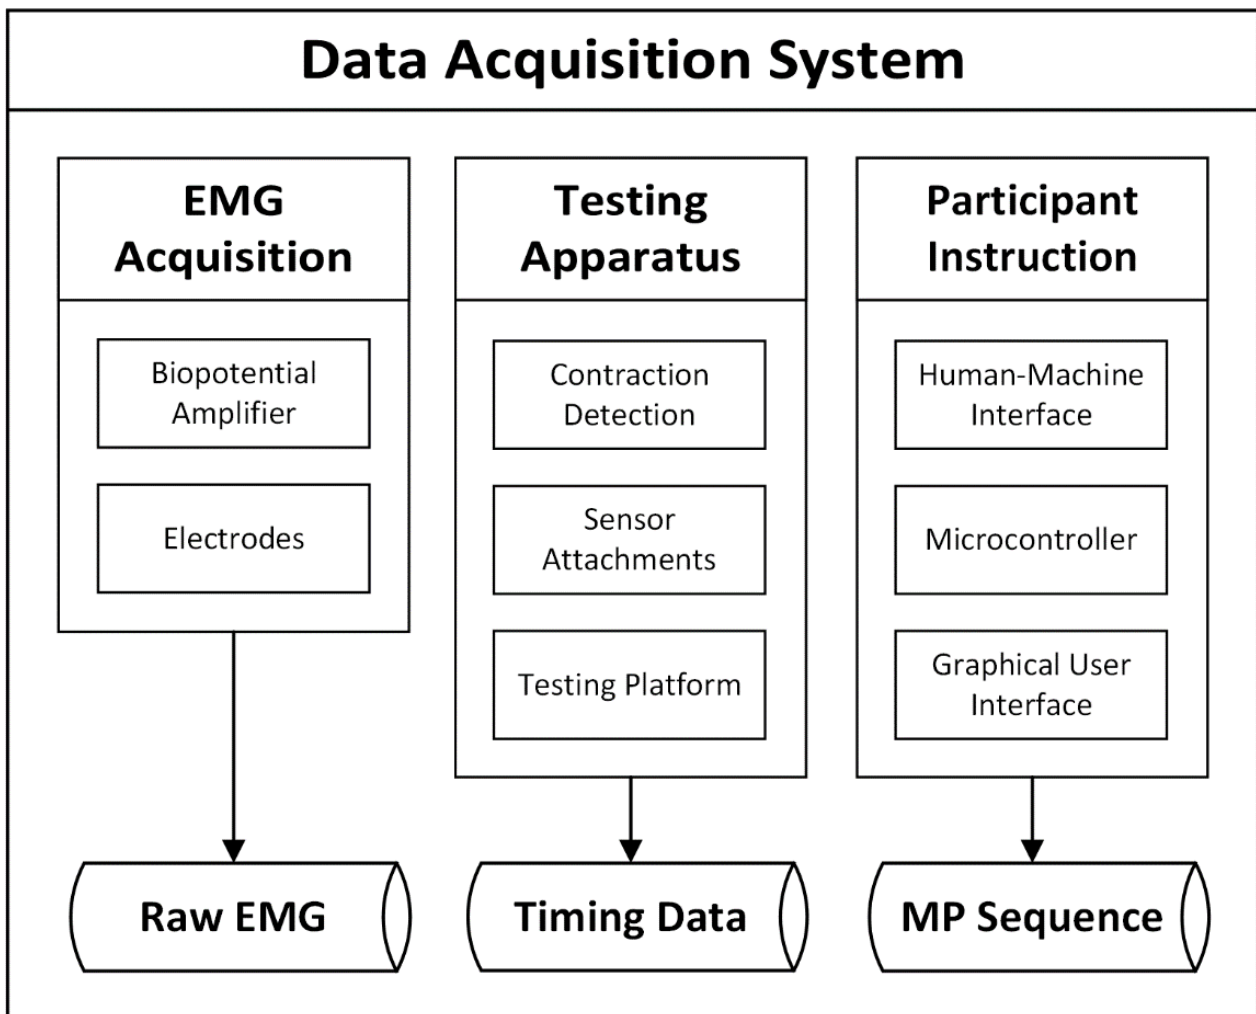 Data Acquisition System
EMG
Acquisition
Biopotential
Amplifier
Electrodes
Raw EMG
Testing
Apparatus
Contraction
Detection
Sensor
Attachments
Testing Platform
Timing Data
Participant
Instruction
Human-Machine
Interface
Microcontroller
Graphical User
Interface
MP Sequence